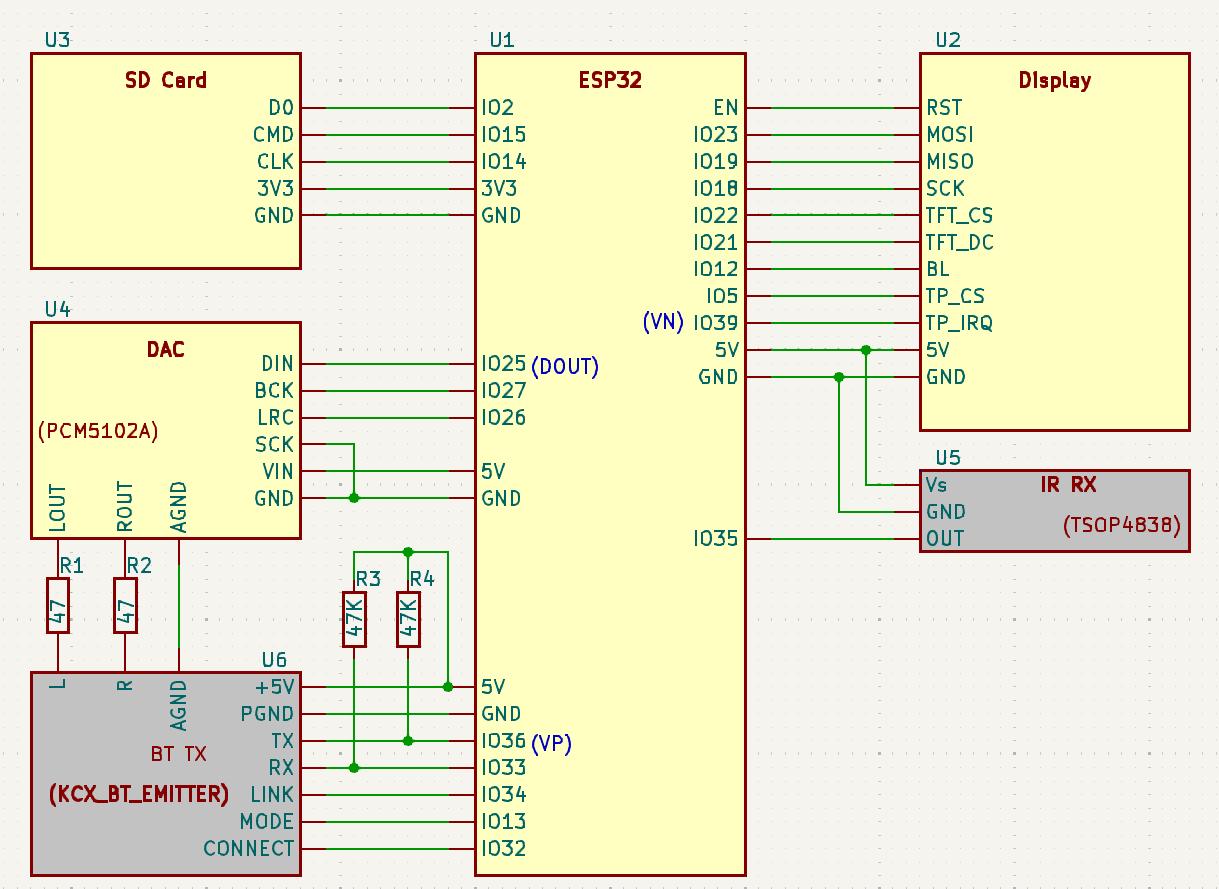 U3
SD Card
D0
CMD
CLK
3V3
GND
U4
DAC
(PCM5102A)
DIN
BCK
LRC
SCK
VIN
GND
LOUT
ROUT
AGND
R1
47
R2
47
R3
47K
R4
47K
U6
L
R
AGND
+5V
PGND
TX
RX
LINK
MODE
CONNECT
BT TX
(KCX_BT_EMITTER)
U1
ESP32
IO2
IO15
IO14
3V3
GND
IO25 (DOUT)
IO27
IO26
5V
GND
5V
GND
IO36 (VP)
IO33
IO34
IO13
IO32
EN
IO23
IO19
IO18
IO22
IO21
IO12
IO5
(VN) IO39
5V
GND
IO35
U2
Display
RST
MOSI
MISO
SCK
TFT_CS
TFT_DC
BL
TP_CS
TP_IRQ
5V
GND
U5
Vs
IR RX
GND
(TSOP4838)
OUT